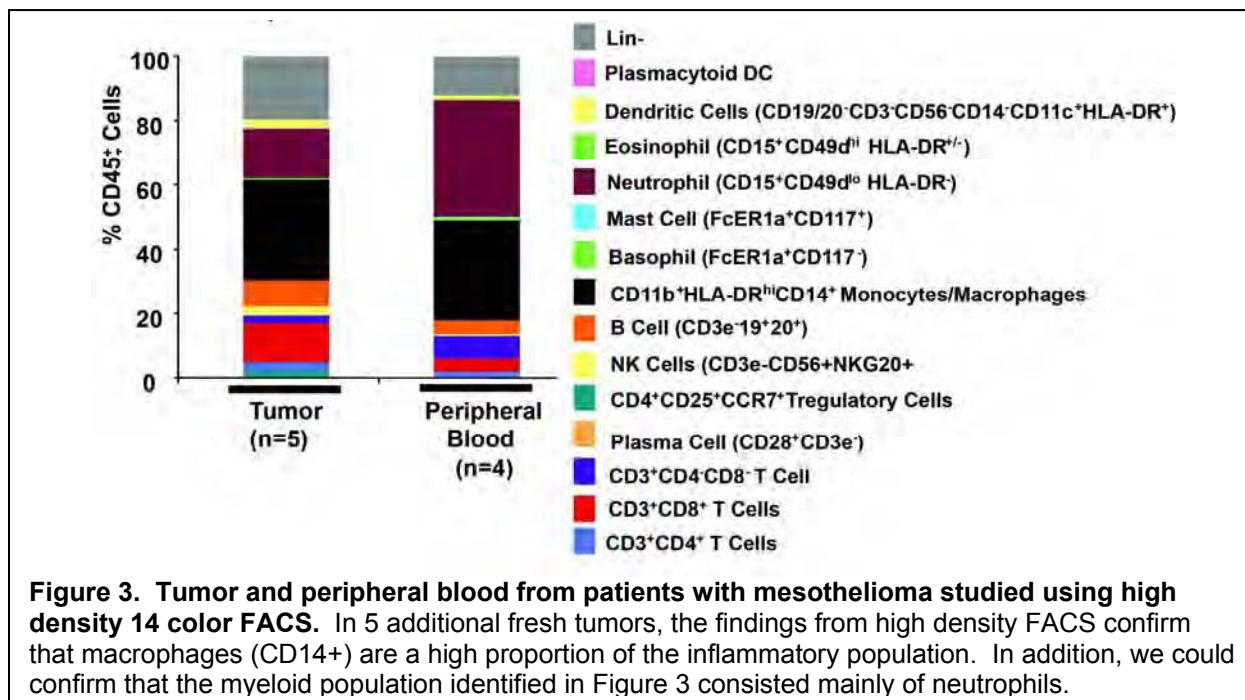 100
80
60
40
20
0
% CD45+ Cells
Tumor
(n=5)
Peripheral
Blood
(n=4)
Lin-
Plasmacytoid DC
Dendritic Cells (CD19/20⁻CD3⁻CD56⁻CD14⁻CD11c⁺HLA-DR⁺)
Eosinophil (CD15⁺CD49dʰⁱ HLA-DR⁺/⁻)
Neutrophil (CD15⁺CD49dˡᵒ HLA-DR⁻)
Mast Cell (FcER1a⁺CD117⁺)
Basophil (FcER1a⁺CD117⁻)
CD11b⁺HLA-DRʰⁱCD14⁺ Monocytes/Macrophages
B Cell (CD3e⁻19⁺20⁺)
NK Cells (CD3e-CD56+NKG20+
CD4⁺CD25⁺CCR7⁺Tregulatory Cells
Plasma Cell (CD28⁺CD3e⁻)
CD3⁺CD4⁻CD8⁻ T Cell
CD3⁺CD8⁺ T Cells
CD3⁺CD4⁺ T Cells
Figure 3. Tumor and peripheral blood from patients with mesothelioma studied using high
density 14 color FACS. In 5 additional fresh tumors, the findings from high density FACS confirm
that macrophages (CD14+) are a high proportion of the inflammatory population. In addition, we could
confirm that the myeloid population identified in Figure 3 consisted mainly of neutrophils.